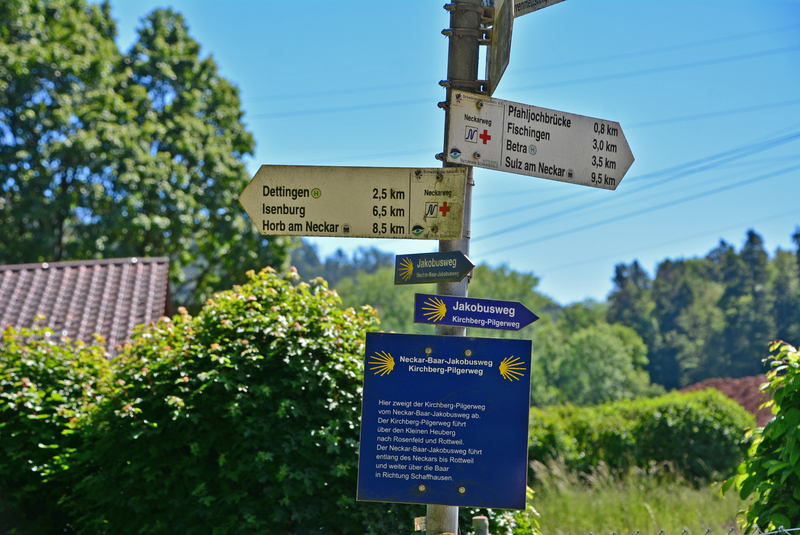 Neckarweg
Pfahljochbrücke 0,8 km
Fischingen 3,0 km
Betra H 3,5 km
Sulz am Neckar 9,5 km
Dettingen H 2,5 km
Isenburg 6,5 km
Horb am Neckar 8,5 km
Neckarweg
Jakobusweg
Jakobusweg
Kirchberg-Pilgerweg
Neckar-Baar-Jakobusweg
Kirchberg-Pilgerweg
Hier zweigt der Kirchberg-Pilgerweg
vom Neckar-Baar-Jakobusweg ab.
Der Kirchberg-Pilgerweg führt
über den Kleinen Heuberg
nach Rosenfeld und Rottweil.
Der Neckar-Baar-Jakobusweg führt
entlang des Neckars bis Rottweil
und weiter über die Baar
in Richtung Schaffhausen.